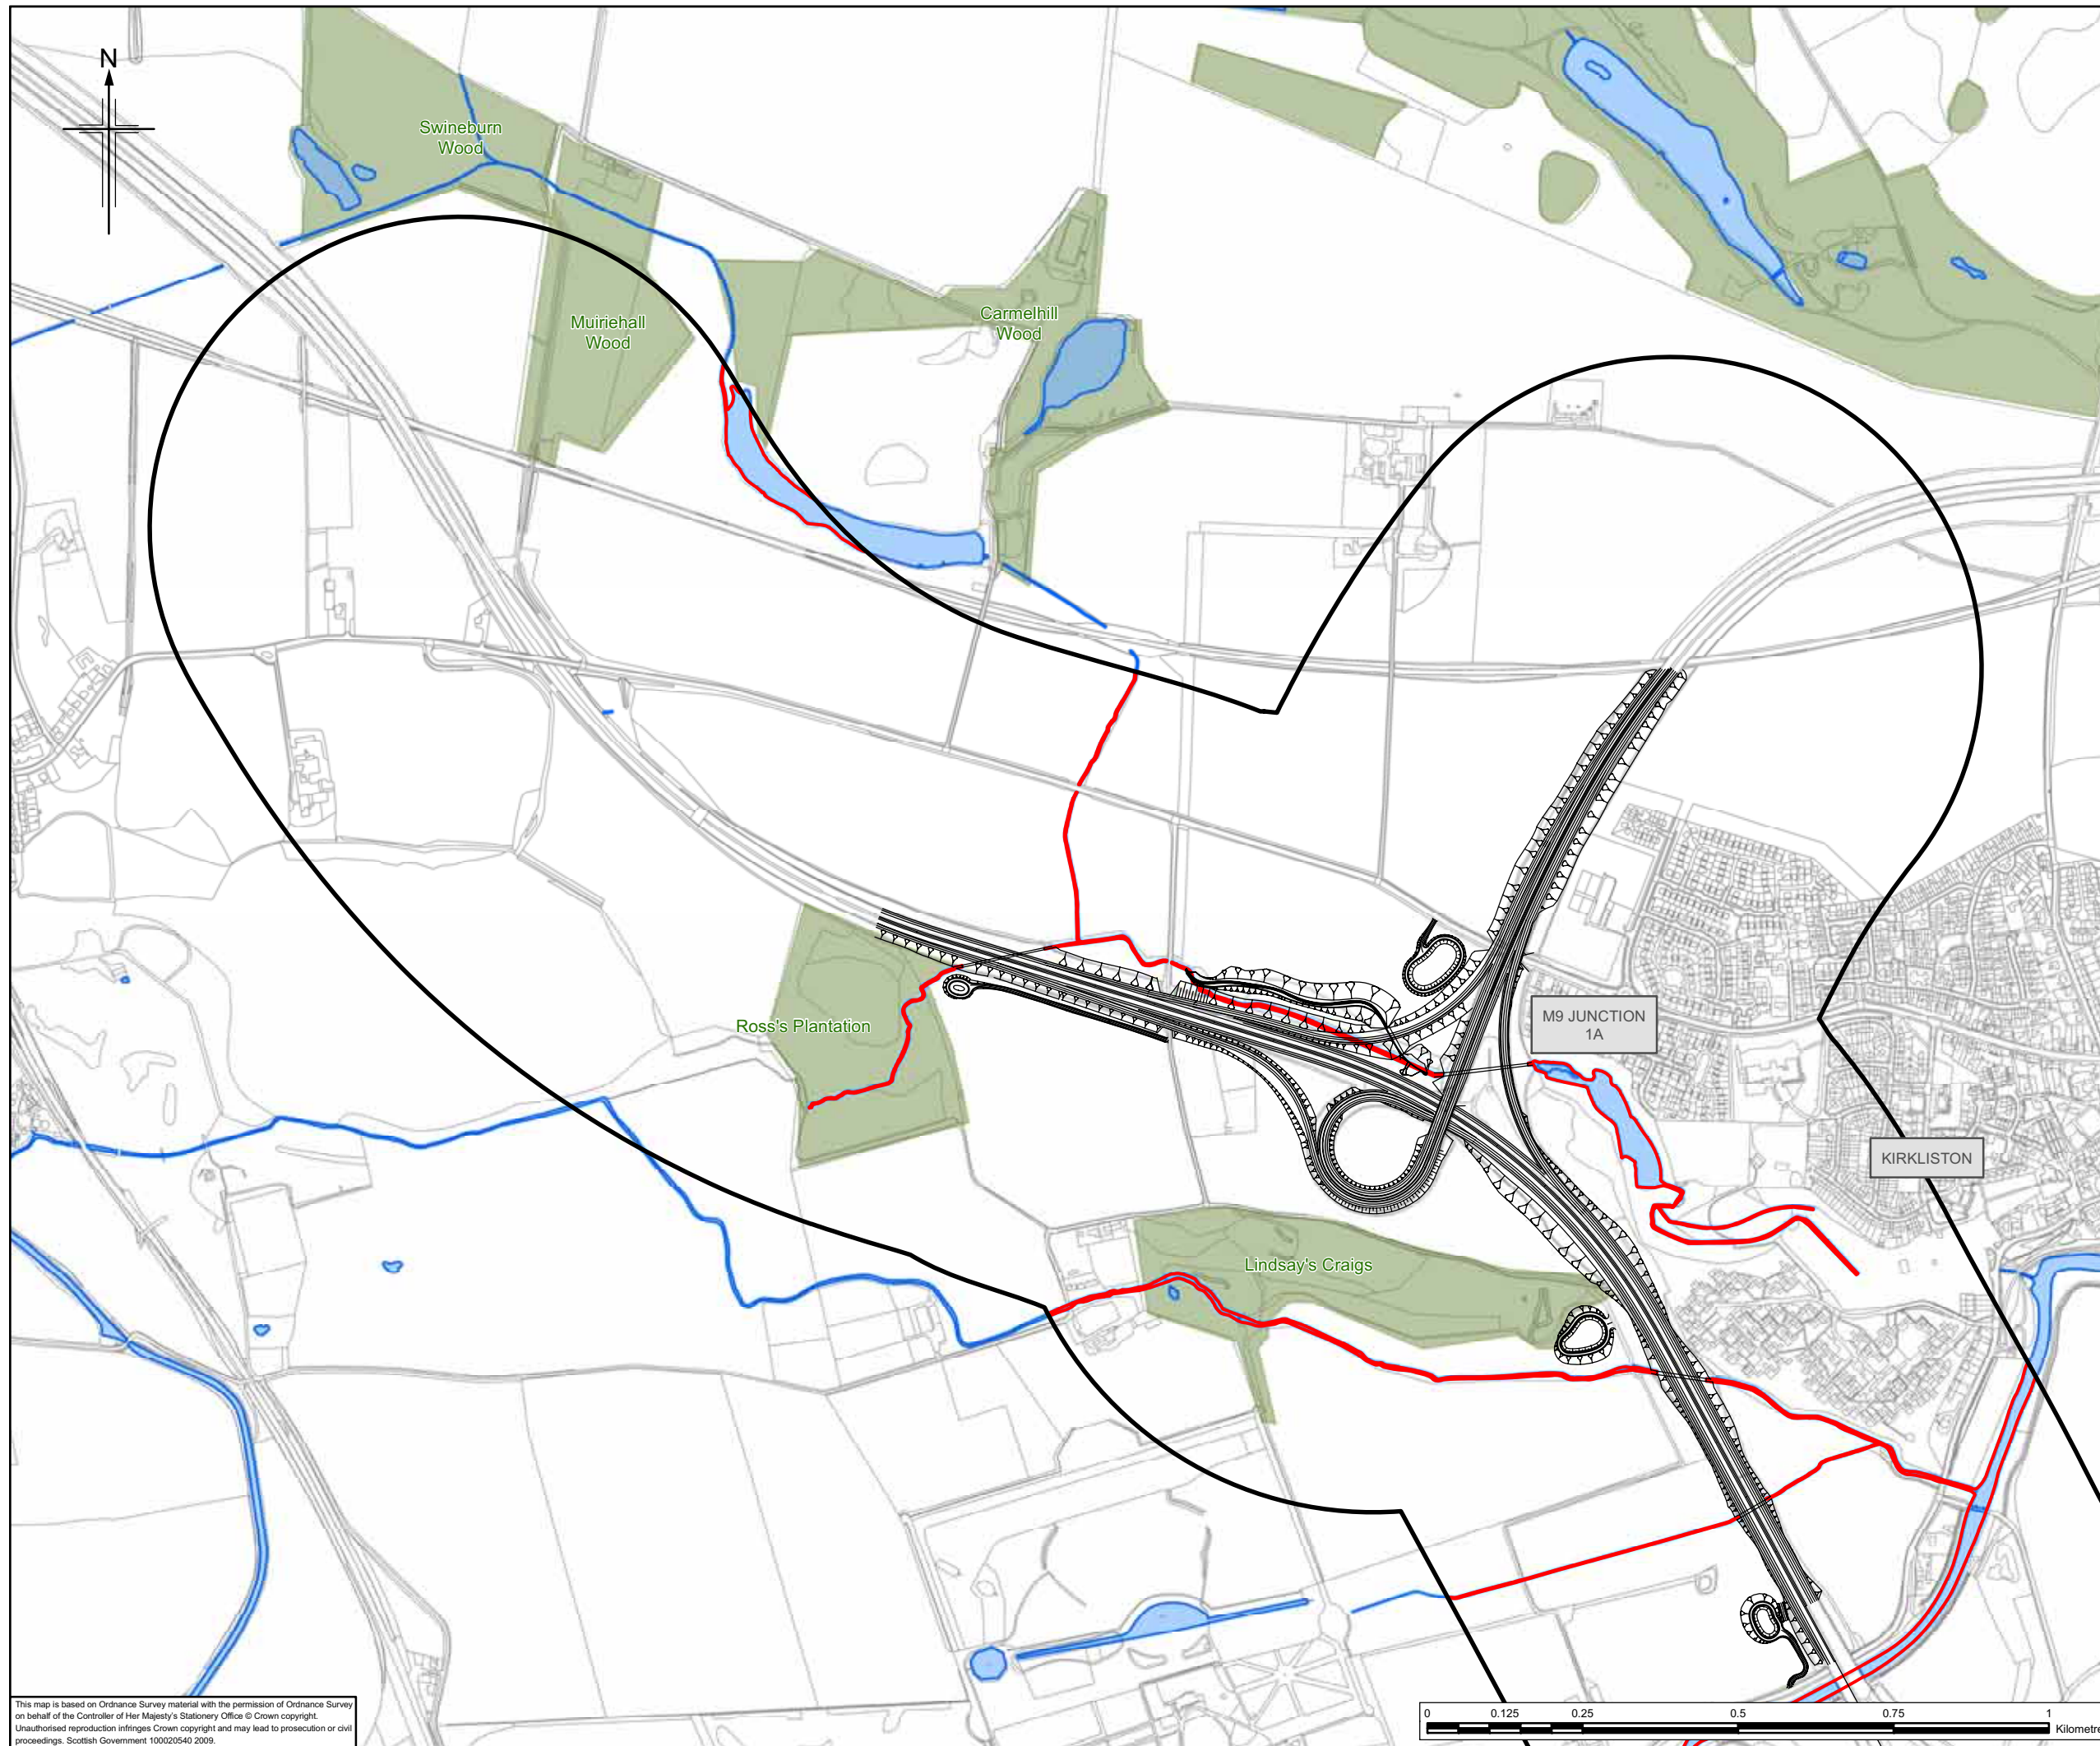 N
Swineburn
Wood
Muiriehall
Wood
Carmelhill
Wood
Ross's Plantation
M9 JUNCTION
1A
KIRKLISTON
Lindsay's Craigs
This map is based on Ordnance Survey material with the permission of Ordnance Survey
on behalf of the Controller of Her Majesty's Stationery Office © Crown copyright.
Unauthorised reproduction infringes Crown copyright and may lead to prosecution or civil
proceedings. Scottish Government 100020540 2009.
0 0.125 0.25 0.5 0.75 1
Kilometre